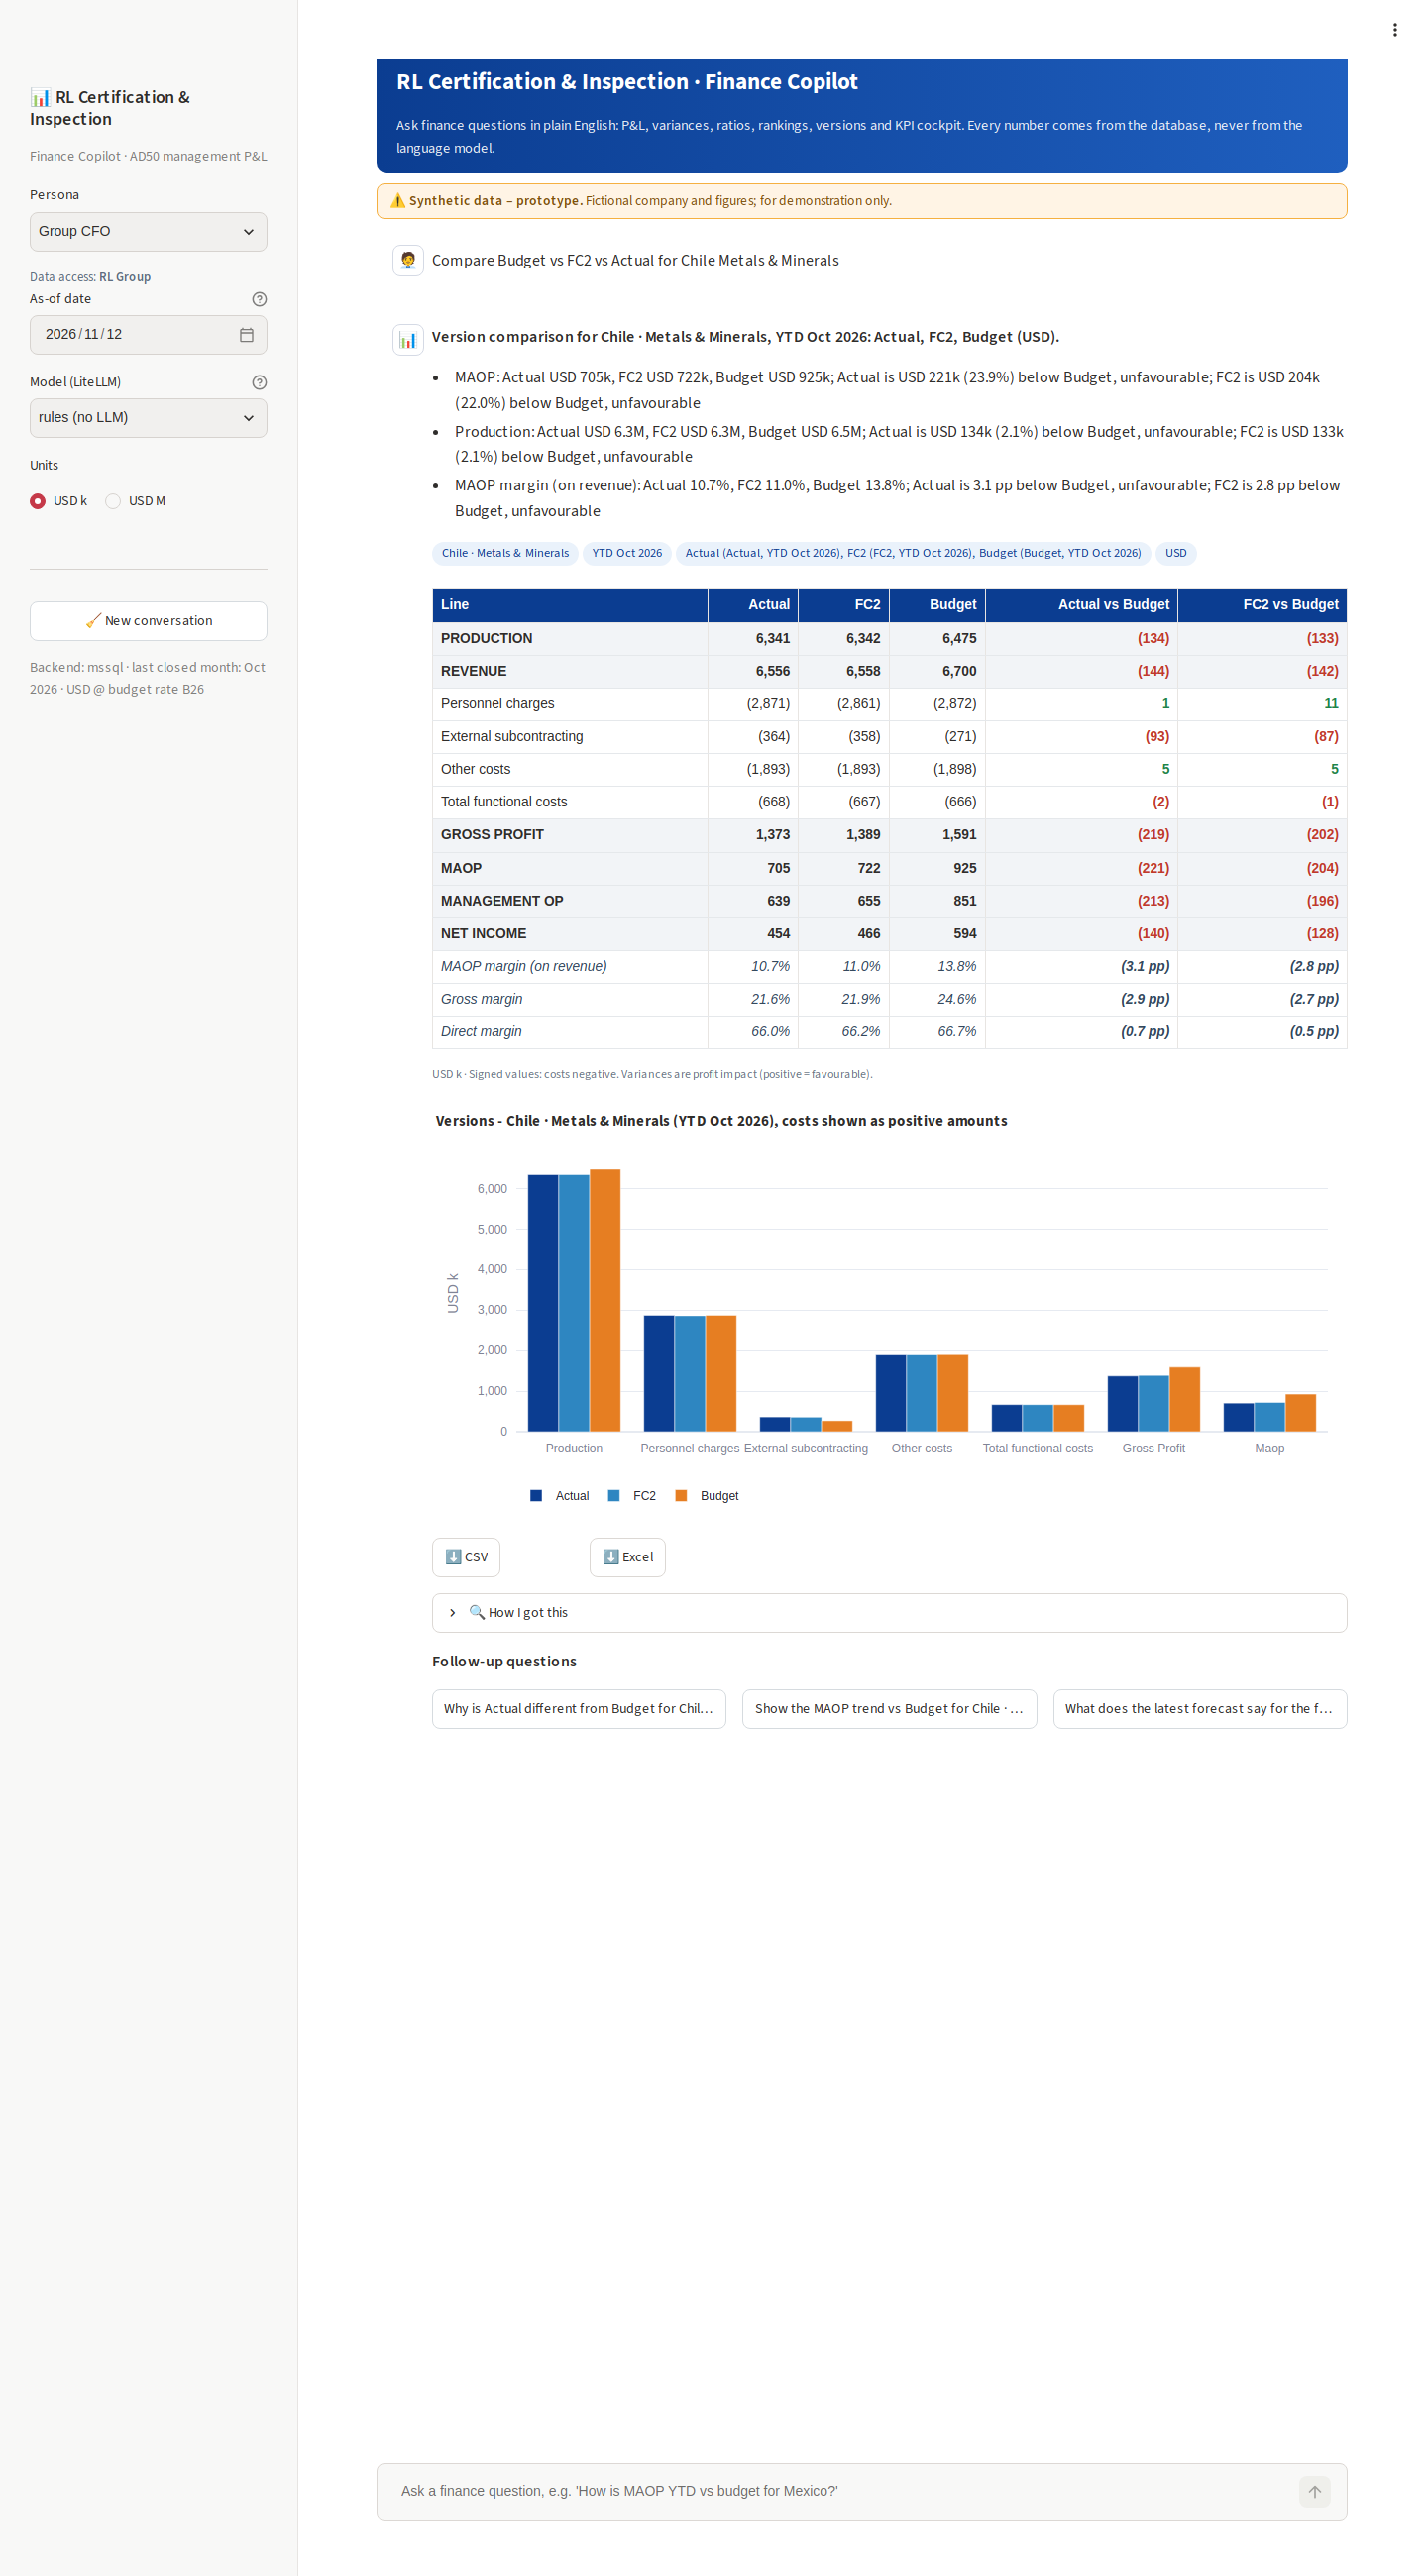 📊 RL Certification &
Inspection
Finance Copilot · AD50 management P&L
Persona
Group CFO
Data access: RL Group
As-of date
2026/11/12
Model (LiteLLM)
rules (no LLM)
Units
USD k USD M
🧹 New conversation
Backend: mssql · last closed month: Oct
2026 · USD @ budget rate B26
RL Certification & Inspection · Finance Copilot
Ask finance questions in plain English: P&L, variances, ratios, rankings, versions and KPI cockpit. Every number comes from the database, never from the
language model.
⚠️ Synthetic data – prototype. Fictional company and figures; for demonstration only.
Compare Budget vs FC2 vs Actual for Chile Metals & Minerals
Version comparison for Chile · Metals & Minerals, YTD Oct 2026: Actual, FC2, Budget (USD).
• MAOP: Actual USD 705k, FC2 USD 722k, Budget USD 925k; Actual is USD 221k (23.9%) below Budget, unfavourable; FC2 is USD 204k
(22.0%) below Budget, unfavourable
• Production: Actual USD 6.3M, FC2 USD 6.3M, Budget USD 6.5M; Actual is USD 134k (2.1%) below Budget, unfavourable; FC2 is USD 133k
(2.1%) below Budget, unfavourable
• MAOP margin (on revenue): Actual 10.7%, FC2 11.0%, Budget 13.8%; Actual is 3.1 pp below Budget, unfavourable; FC2 is 2.8 pp below
Budget, unfavourable
Chile · Metals & Minerals YTD Oct 2026 Actual (Actual, YTD Oct 2026), FC2 (FC2, YTD Oct 2026), Budget (Budget, YTD Oct 2026) USD
Line Actual FC2 Budget Actual vs Budget FC2 vs Budget
PRODUCTION 6,341 6,342 6,475 (134) (133)
REVENUE 6,556 6,558 6,700 (144) (142)
Personnel charges (2,871) (2,861) (2,872) 1 11
External subcontracting (364) (358) (271) (93) (87)
Other costs (1,893) (1,893) (1,898) 5 5
Total functional costs (668) (667) (666) (2) (1)
GROSS PROFIT 1,373 1,389 1,591 (219) (202)
MAOP 705 722 925 (221) (204)
MANAGEMENT OP 639 655 851 (213) (196)
NET INCOME 454 466 594 (140) (128)
MAOP margin (on revenue) 10.7% 11.0% 13.8% (3.1 pp) (2.8 pp)
Gross margin 21.6% 21.9% 24.6% (2.9 pp) (2.7 pp)
Direct margin 66.0% 66.2% 66.7% (0.7 pp) (0.5 pp)
USD k · Signed values: costs negative. Variances are profit impact (positive = favourable).
Versions - Chile · Metals & Minerals (YTD Oct 2026), costs shown as positive amounts
USD k
6,000
5,000
4,000
3,000
2,000
1,000
0
Production Personnel charges External subcontracting Other costs Total functional costs Gross Profit Maop
Actual FC2 Budget
⬇️ CSV ⬇️ Excel
🔍 How I got this
Follow-up questions
Why is Actual different from Budget for Chil… Show the MAOP trend vs Budget for Chile · … What does the latest forecast say for the f…
Ask a finance question, e.g. 'How is MAOP YTD vs budget for Mexico?'